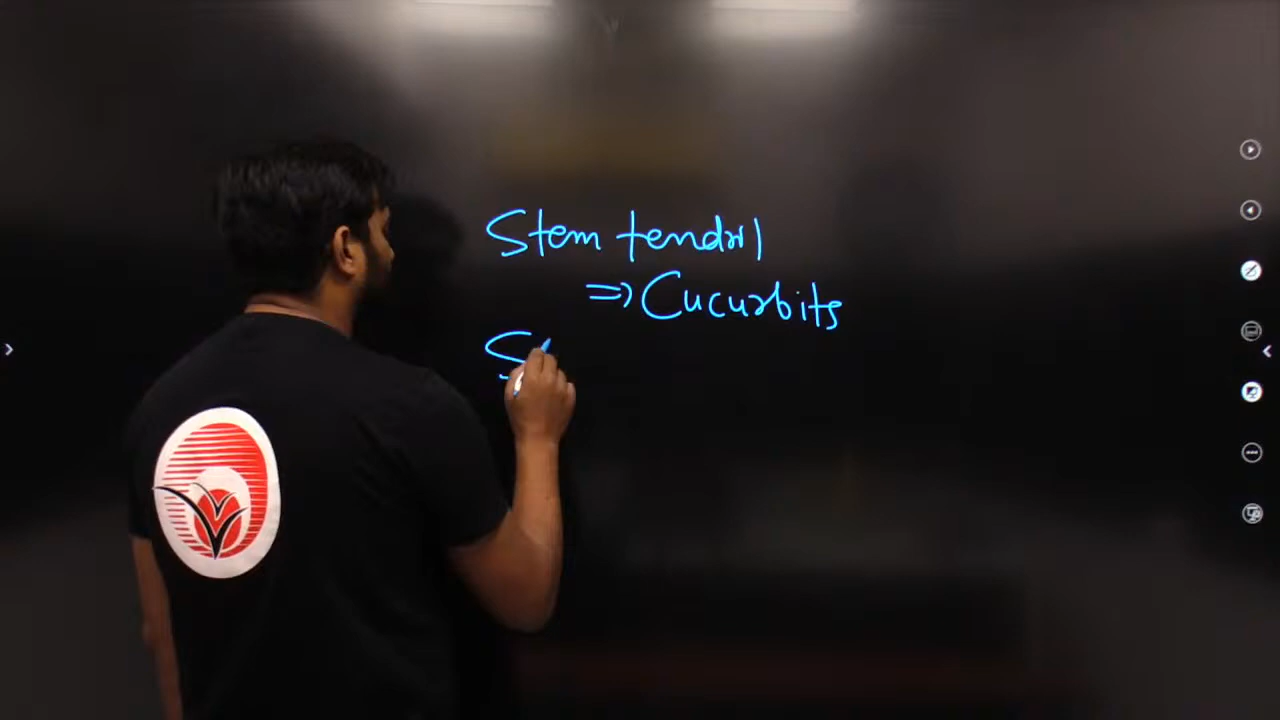 Stem tendril
⇒ Cucurbits
S